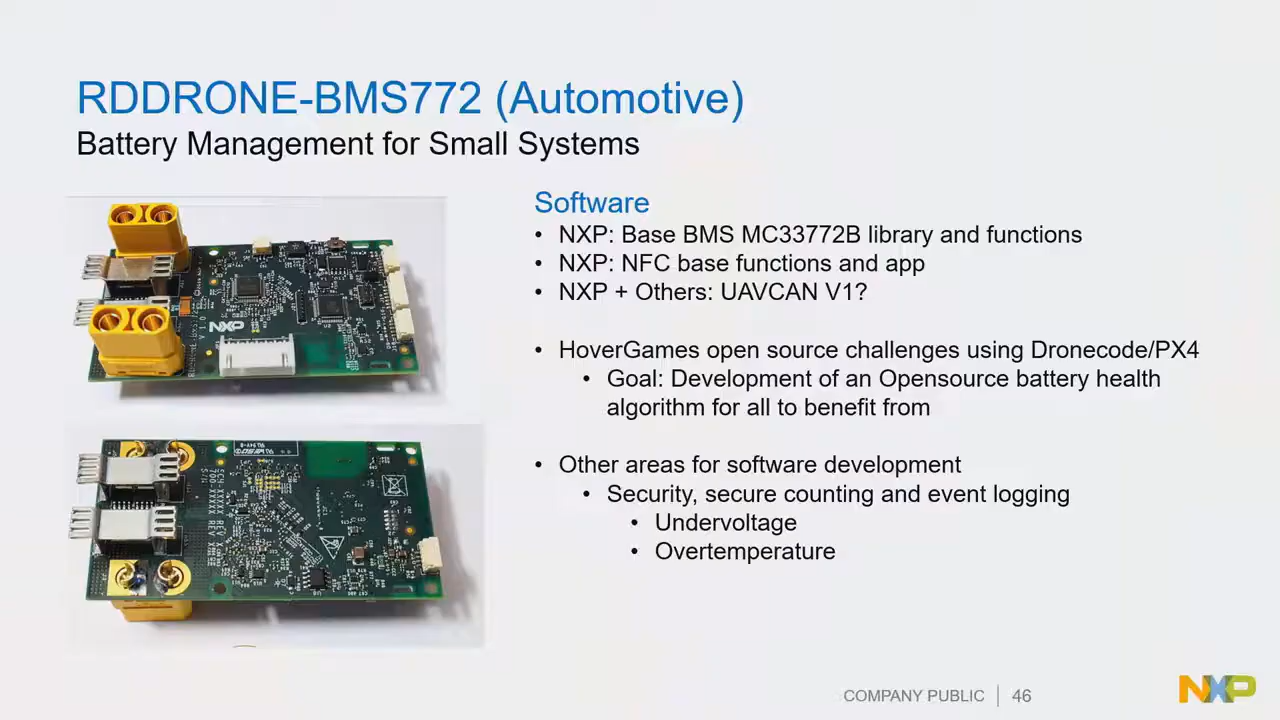 RDDRONE-BMS772 (Automotive)
Battery Management for Small Systems
Software
• NXP: Base BMS MC33772B library and functions
• NXP: NFC base functions and app
• NXP + Others: UAVCAN V1?
• HoverGames open source challenges using Dronecode/PX4
• Goal: Development of an Opensource battery health
algorithm for all to benefit from
• Other areas for software development
• Security, secure counting and event logging
• Undervoltage
• Overtemperature
NXP
COMPANY PUBLIC | 46
NXP